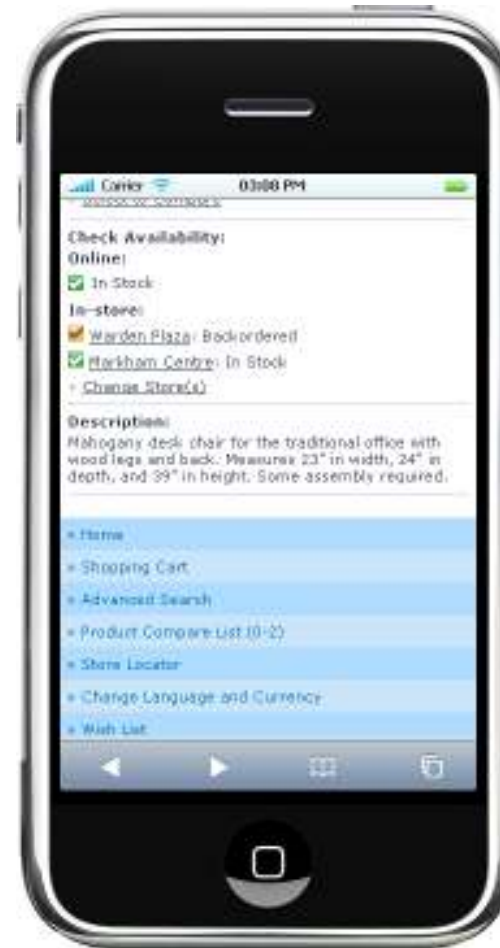 Carrier 03:08 PM
Check Availability:
Online:
In Stock
In-store:
Warden Plaza: Backordered
Markham Centre: In Stock
Change Store(s)
Description:
Mahogany desk chair for the traditional office with
wood legs and back. Measures 23" in width, 24" in
depth, and 39" in height. Some assembly required.
» Home
» Shopping Cart
» Advanced Search
» Product Compare List (0-2)
» Store Locator
» Change Language and Currency
» Wish List